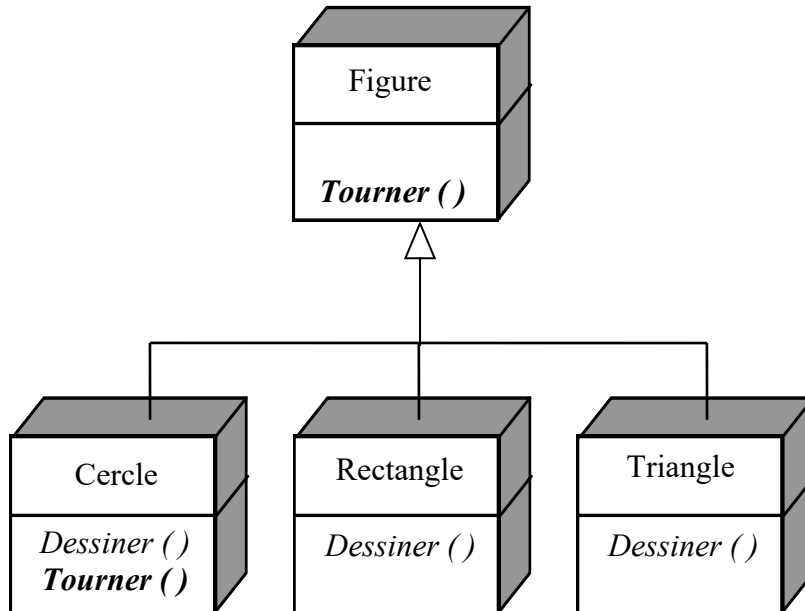 Figure
Tourner ( )
Cercle
Dessiner ( )
Tourner ( )
Rectangle
Dessiner ( )
Triangle
Dessiner ( )